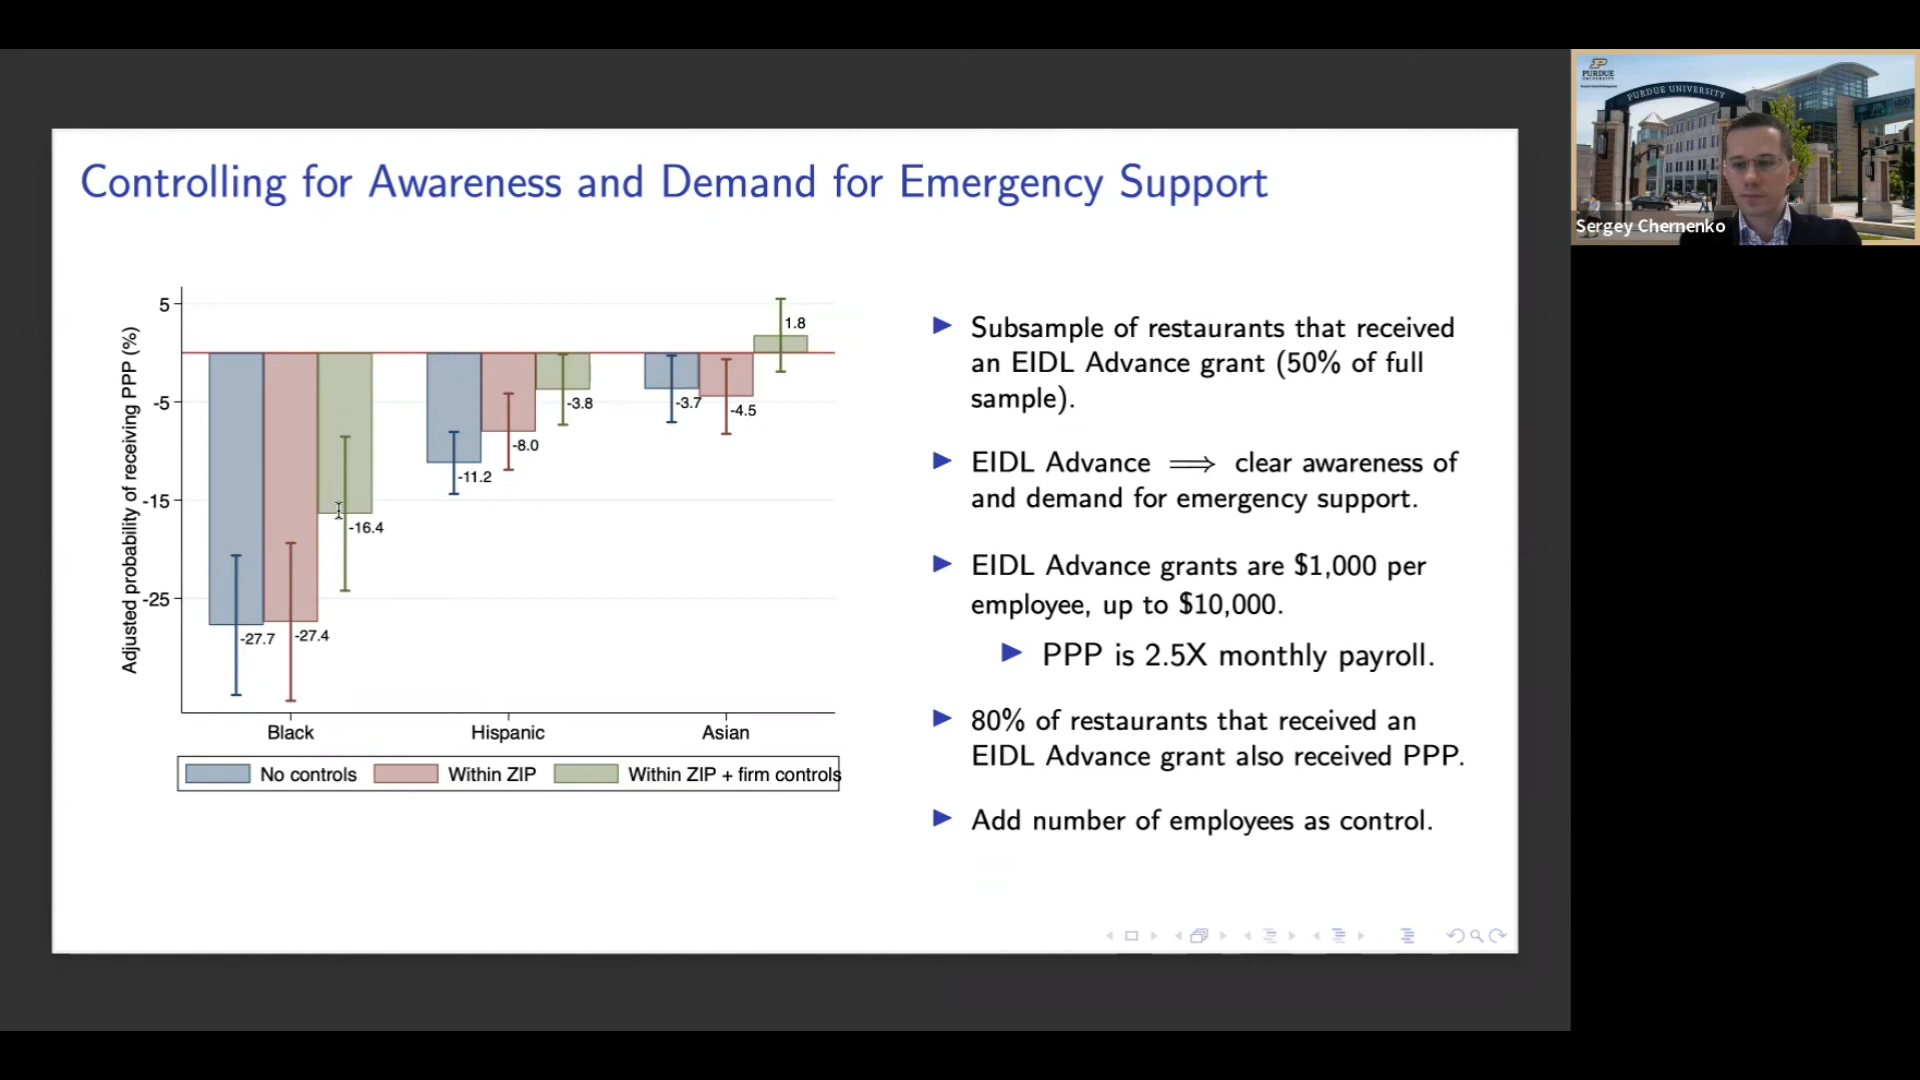 Controlling for Awareness and Demand for Emergency Support
Adjusted probability of receiving PPP (%)
5
-5
-15
-25
-27.7
-27.4
-16.4
-11.2
-8.0
-3.8
-3.7
-4.5
1.8
Black
Hispanic
Asian
No controls
Within ZIP
Within ZIP + firm controls
▶ Subsample of restaurants that received
an EIDL Advance grant (50% of full
sample).
▶ EIDL Advance ⟹ clear awareness of
and demand for emergency support.
▶ EIDL Advance grants are $1,000 per
employee, up to $10,000.
▶ PPP is 2.5X monthly payroll.
▶ 80% of restaurants that received an
EIDL Advance grant also received PPP.
▶ Add number of employees as control.
P
PURDUE
UNIVERSITY
PURDUE UNIVERSITY
Sergey Chernenko